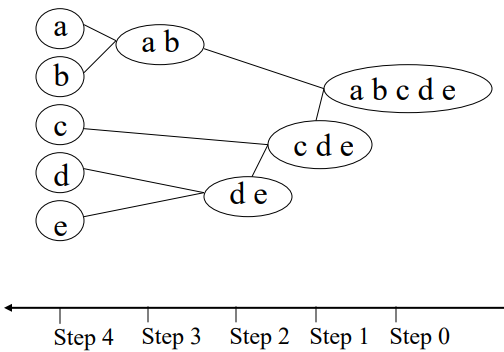 a
a b
b
a b c d e
c
c d e
d
d e
e
Step 4 Step 3 Step 2 Step 1 Step 0